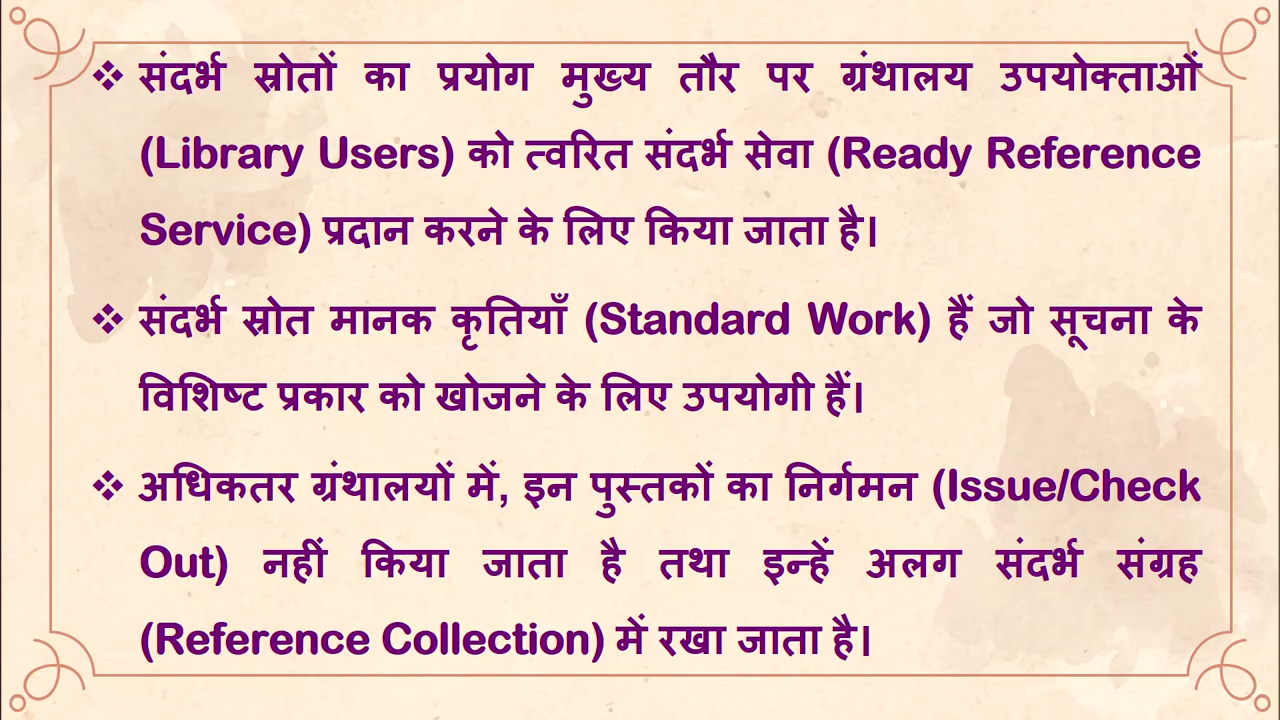 ❖ संदर्भ स्रोतों का प्रयोग मुख्य तौर पर ग्रंथालय उपयोक्ताओं
(Library Users) को त्वरित संदर्भ सेवा (Ready Reference
Service) प्रदान करने के लिए किया जाता है।
❖ संदर्भ स्रोत मानक कृतियाँ (Standard Work) हैं जो सूचना के
विशिष्ट प्रकार को खोजने के लिए उपयोगी हैं।
❖ अधिकतर ग्रंथालयों में, इन पुस्तकों का निर्गमन (Issue/Check
Out) नहीं किया जाता है तथा इन्हें अलग संदर्भ संग्रह
(Reference Collection) में रखा जाता है।